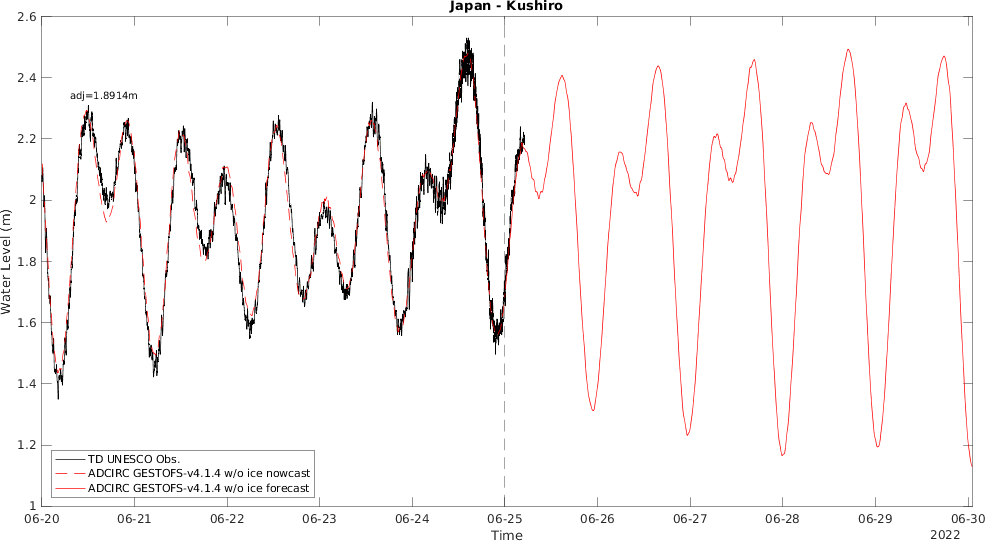 Japan - Kushiro
2.6
2.4
2.2
2
1.8
1.6
1.4
1.2
1
Water Level (m)
adj=1.8914m
TD UNESCO Obs.
ADCIRC GESTOFS-v4.1.4 w/o ice nowcast
ADCIRC GESTOFS-v4.1.4 w/o ice forecast
06-20 06-21 06-22 06-23 06-24 06-25 06-26 06-27 06-28 06-29 06-30
Time
2022